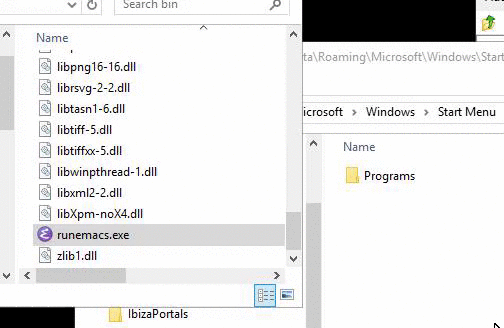 Search bin
ta\Roaming\Microsoft\Windows\Start
Name
libpng16-16.dll
librsvg-2-2.dll
libtasn1-6.dll
libtiff-5.dll
libtiffxx-5.dll
libwinpthread-1.dll
libxml2-2.dll
libXpm-noX4.dll
runemacs.exe
zlib1.dll
icrosoft > Windows > Start Menu
Name
Programs
IbizaPortals